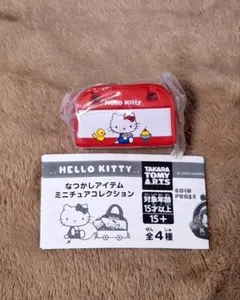 HELLO KITTY
HELLO KITTY
なつかしアイテム
ミニチュアコレクション
TAKARA
TOMY
A.R.T.S
対象年齢
15才以上
15+
全4種
COIN
PURSE